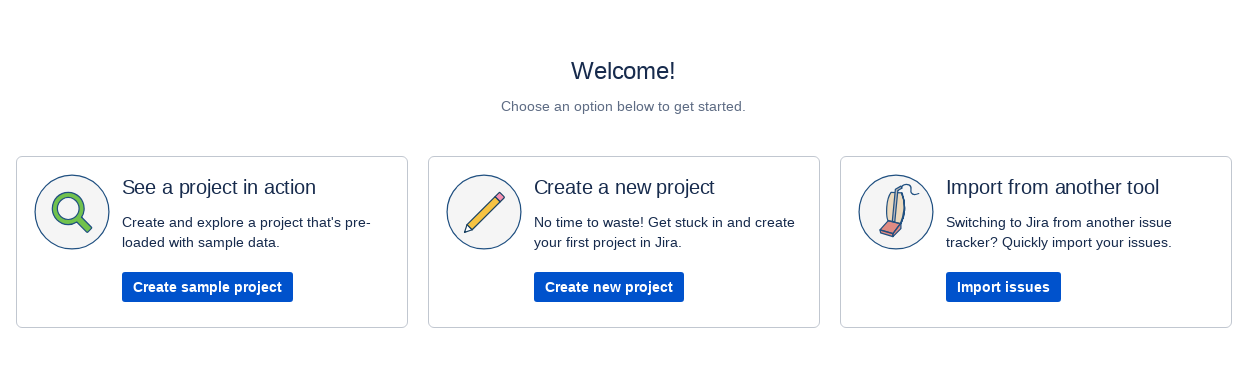 Welcome!
Choose an option below to get started.
See a project in action
Create and explore a project that's pre-
loaded with sample data.
Create sample project
Create a new project
No time to waste! Get stuck in and create
your first project in Jira.
Create new project
Import from another tool
Switching to Jira from another issue
tracker? Quickly import your issues.
Import issues